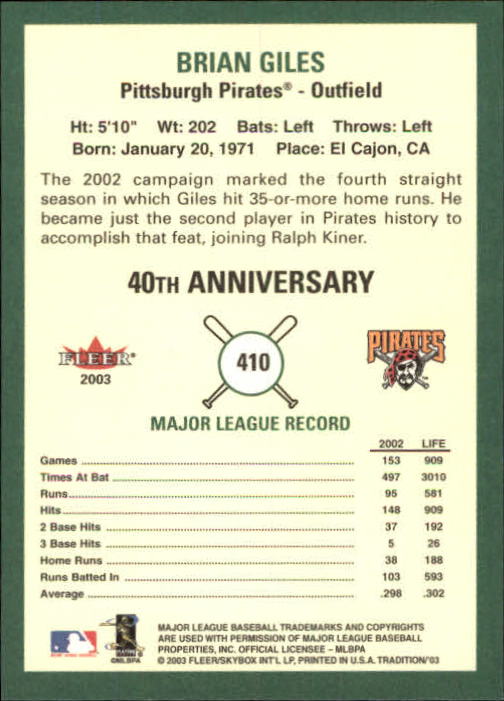 BRIAN GILES
Pittsburgh Pirates® - Outfield
Ht: 5'10" Wt: 202 Bats: Left Throws: Left
Born: January 20, 1971 Place: El Cajon, CA
The 2002 campaign marked the fourth straight
season in which Giles hit 35-or-more home runs. He
became just the second player in Pirates history to
accomplish that feat, joining Ralph Kiner.
40TH ANNIVERSARY
FLEER®
2003
410
PIRATES
MAJOR LEAGUE RECORD
2002 LIFE
Games 153 909
Times At Bat 497 3010
Runs 95 581
Hits 148 909
2 Base Hits 37 192
3 Base Hits 5 26
Home Runs 38 188
Runs Batted In 103 593
Average .298 .302
©MLBPA
MAJOR LEAGUE BASEBALL TRADEMARKS AND COPYRIGHTS
ARE USED WITH PERMISSION OF MAJOR LEAGUE BASEBALL
PROPERTIES, INC. OFFICIAL LICENSEE – MLBPA
© 2003 FLEER/SKYBOX INT'L LP, PRINTED IN U.S.A. TRADITION/'03